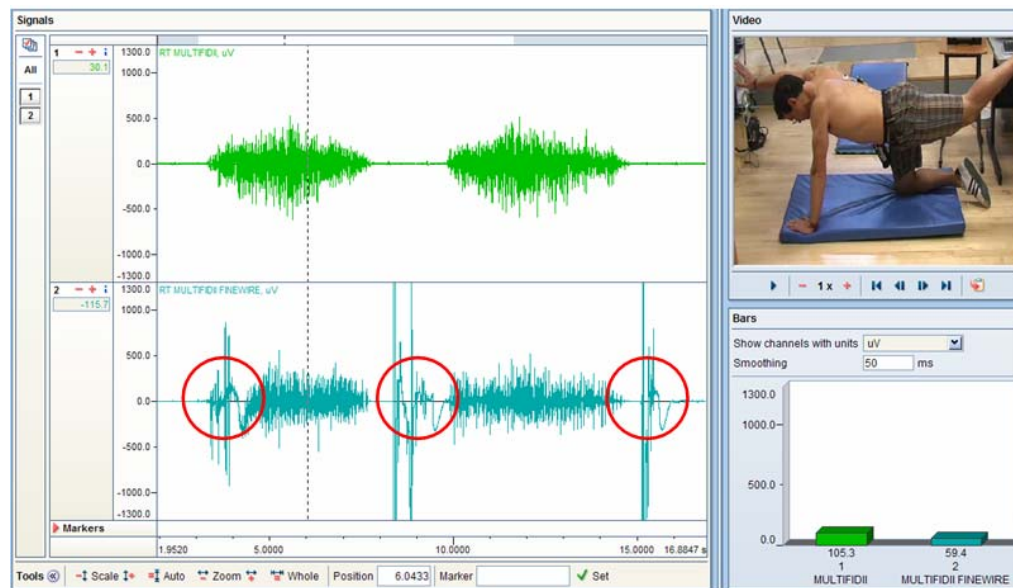 Signals
All
1
2
1 - + i
30.1
1300.0
1000.0
500.0
0.0
-500.0
-1000.0
-1300.0
RT MULTIFIDII, uV
2 - + i
-115.7
1300.0
1000.0
500.0
0.0
-500.0
-1000.0
-1300.0
RT MULTIFIDII FINEWIRE, uV
Markers
1.9520 5.0000 10.0000 15.0000 16.8847 s
Tools Scale Auto Zoom Whole Position 6.0433 Marker Set
Video
- 1 x +
Bars
Show channels with units uV
Smoothing 50 ms
1300.0
1000.0
500.0
0.0
105.3 59.4
1 2
MULTIFIDII MULTIFIDII FINEWIRE